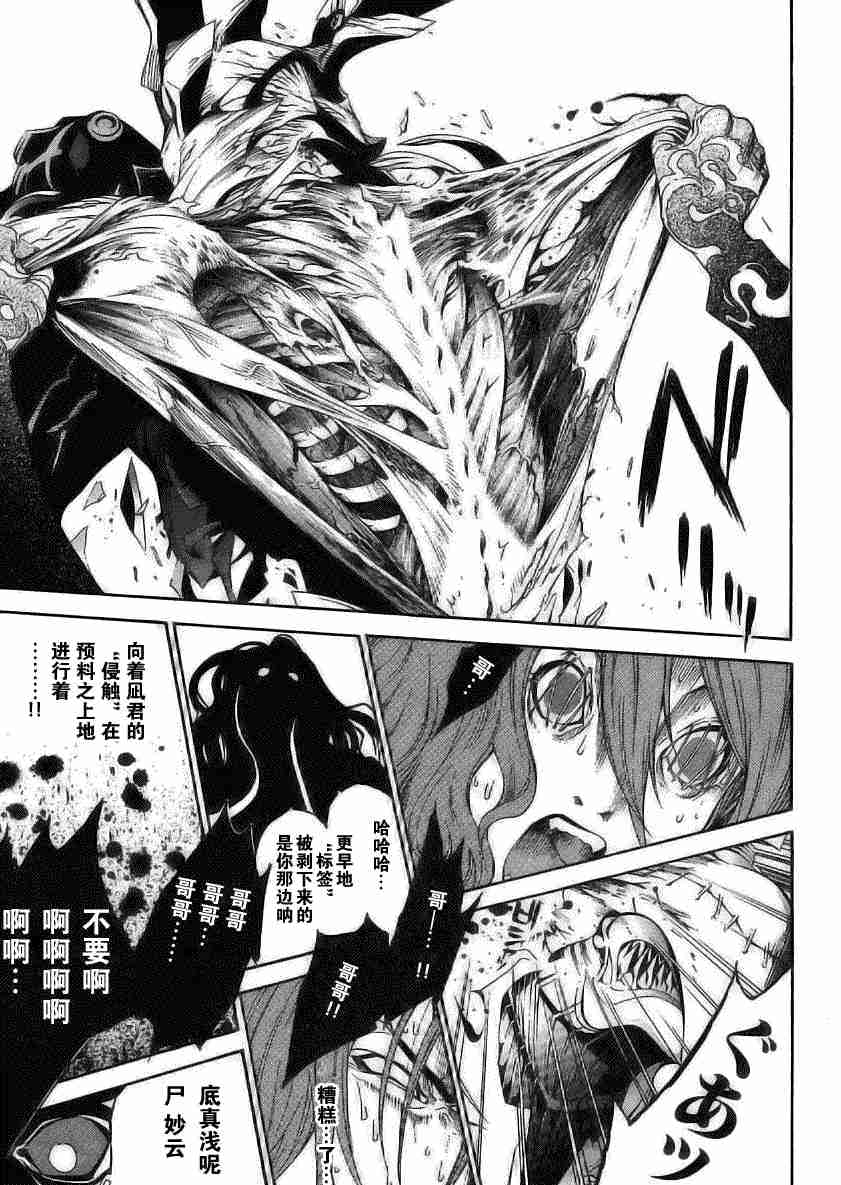 哥…
向着凪君的
“侵触”在
预料之上地
进行着
………!!
哈哈哈…
更早地
“标签”
被剥下来的
是你那边呐
ぐあッ
哥—…!!
哥哥!!
哥哥
哥哥…
哥哥……
不要啊
啊啊啊啊
啊啊…
糟糕…了…
底真浅呢
尸 妙云